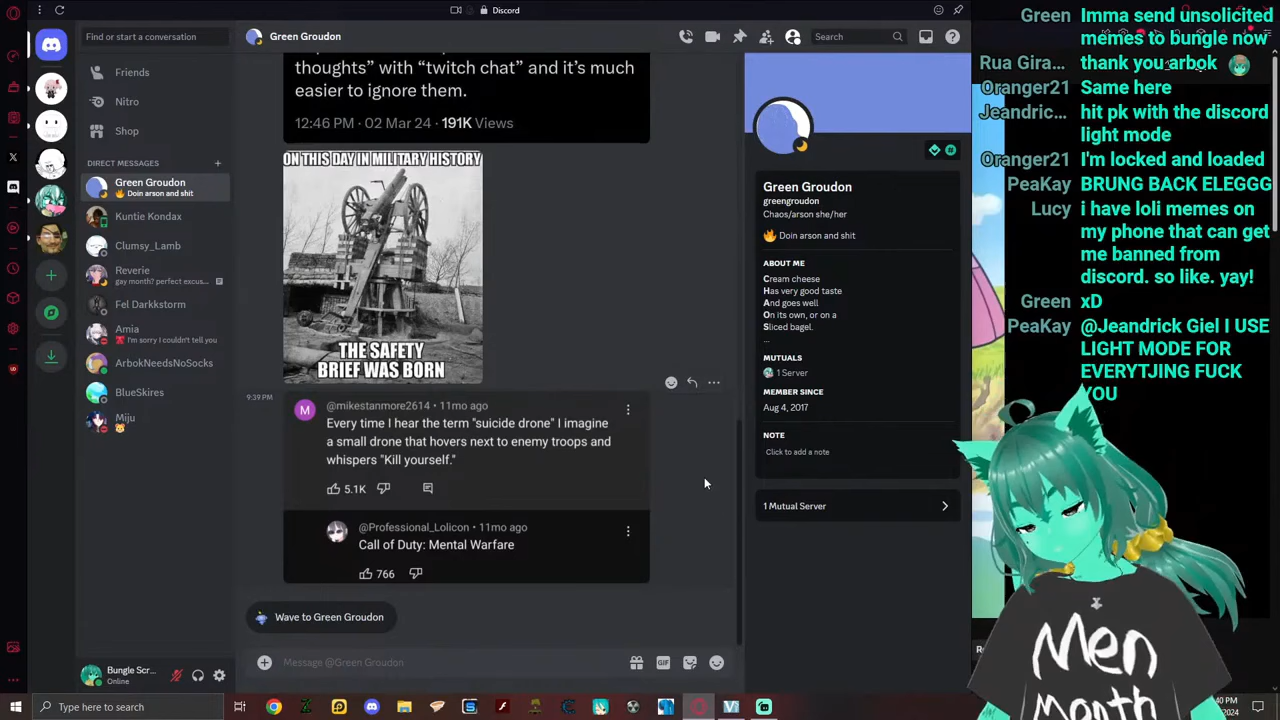 Discord
Find or start a conversation
Friends
Nitro
Shop
DIRECT MESSAGES
Green Groudon
Doin arson and shit
Kuntie Kondax
Clumsy_Lamb
Reverie
gay month? perfect excus...
Fel Darkstorm
Amia
I'm sorry I couldn't tell you
ArbokNeedsNoSocks
BlueSkires
Miju
Bungle Scr...
Online
Green Groudon
Search
thoughts” with “twitch chat” and it’s much
easier to ignore them.
12:46 PM · 02 Mar 24 · 191K Views
ON THIS DAY IN MILITARY HISTORY
THE SAFETY
BRIEF WAS BORN
9:39 PM
M
@mikestanmore2614 • 11mo ago
Every time I hear the term "suicide drone" I imagine
a small drone that hovers next to enemy troops and
whispers "Kill yourself."
5.1K
@Professional_Lolicon • 11mo ago
Call of Duty: Mental Warfare
766
Wave to Green Groudon
Message @Green Groudon
GIF
Green Groudon
greengroudon
Chaos/arson she/her
Doin arson and shit
ABOUT ME
Cream cheese
Has very good taste
And goes well
On its own, or on a
Sliced bagel.
...
MUTUALS
1 Server
MEMBER SINCE
Aug 4, 2017
NOTE
Click to add a note
1 Mutual Server
Green Imma send unsolicited
memes to bungle now
Rua Gira... thank you arbok
Oranger21 Same here
Jeandric... hit pk with the discord
light mode
Oranger21 I'm locked and loaded
PeaKay BRUNG BACK ELEGGG
Lucy i have loli memes on
my phone that can get
me banned from
discord. so like. yay!
Green xD
PeaKay @Jeandrick Giel I USE
LIGHT MODE FOR
EVERYTJING FUCK
YOU
Men
Month
Type here to search